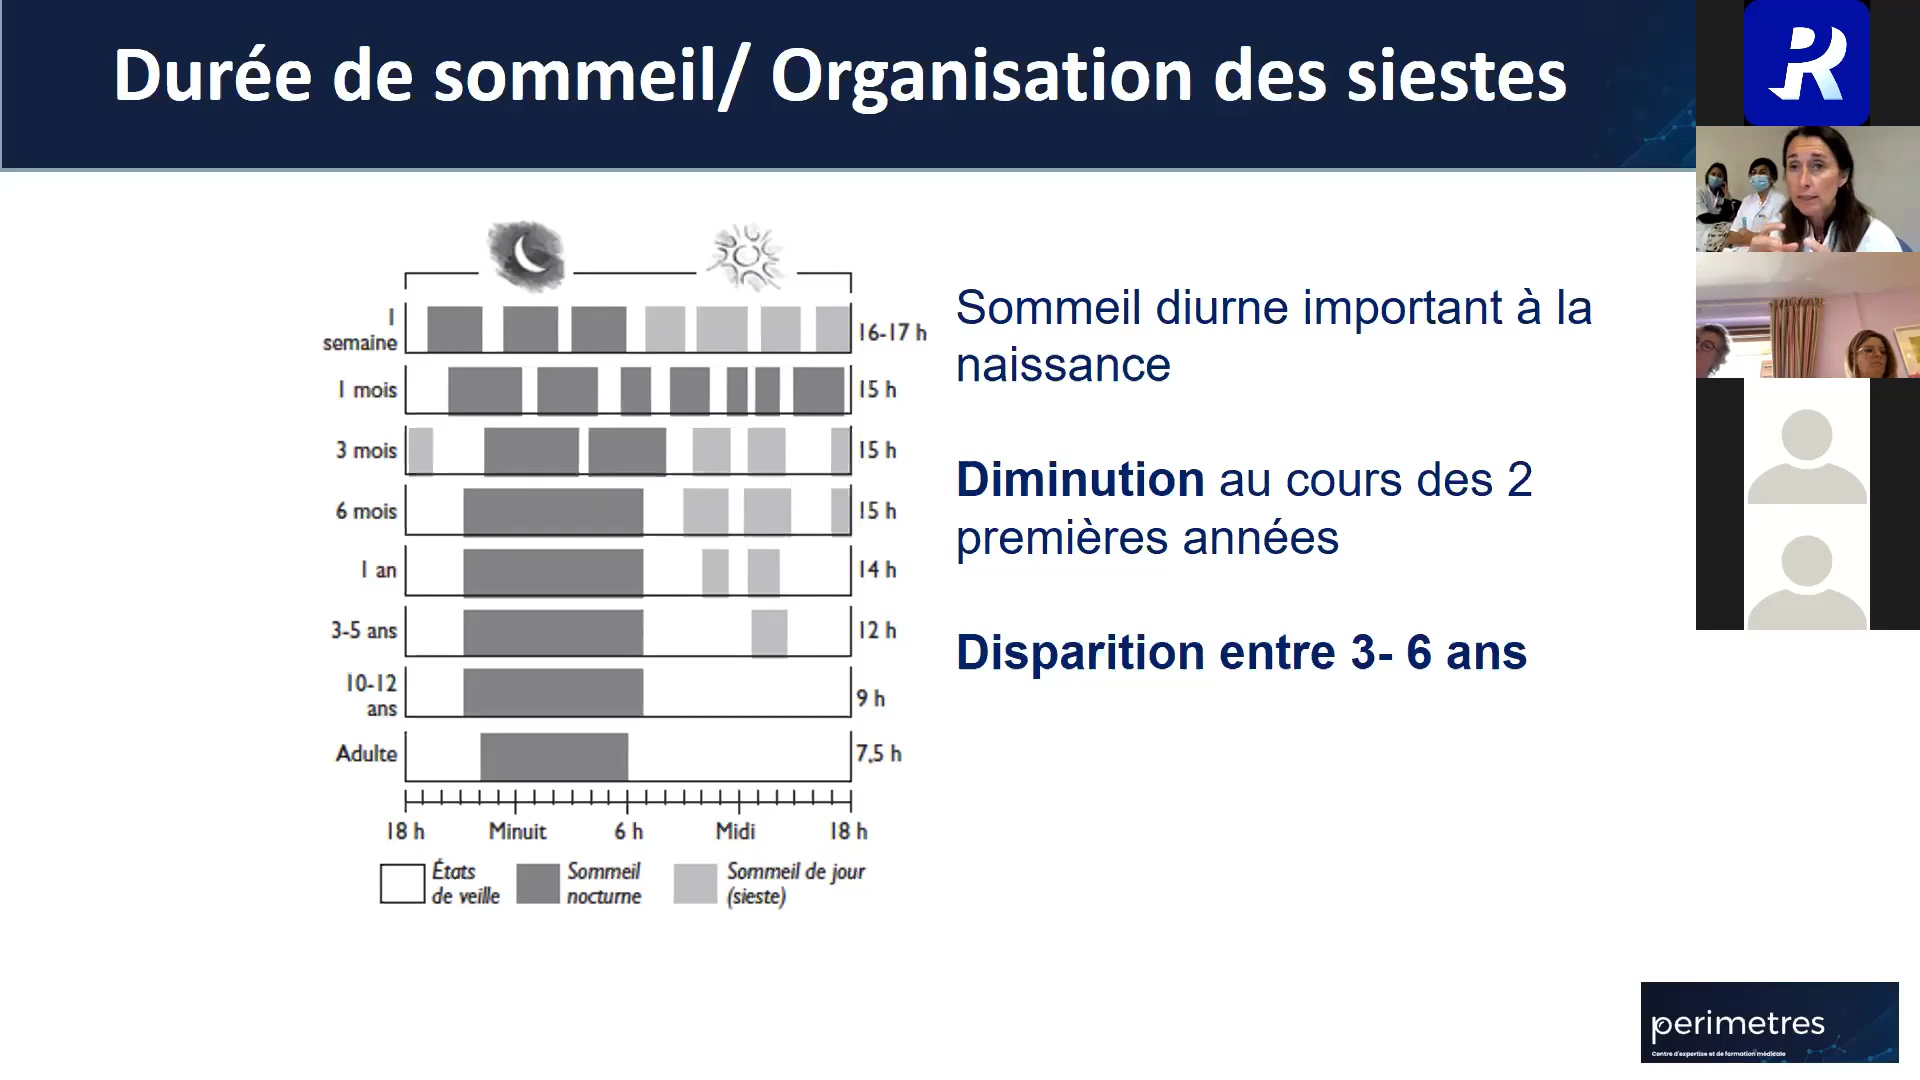 Durée de sommeil/ Organisation des siestes
1
semaine
16-17 h
1 mois
15 h
3 mois
15 h
6 mois
15 h
1 an
14 h
3-5 ans
12 h
10-12
ans
9 h
Adulte
7,5 h
18 h Minuit 6 h Midi 18 h
États
de veille
Sommeil
nocturne
Sommeil de jour
(sieste)
Sommeil diurne important à la
naissance
Diminution au cours des 2
premières années
Disparition entre 3- 6 ans
R
perimetres
Centre d'expertise et de formation médicale